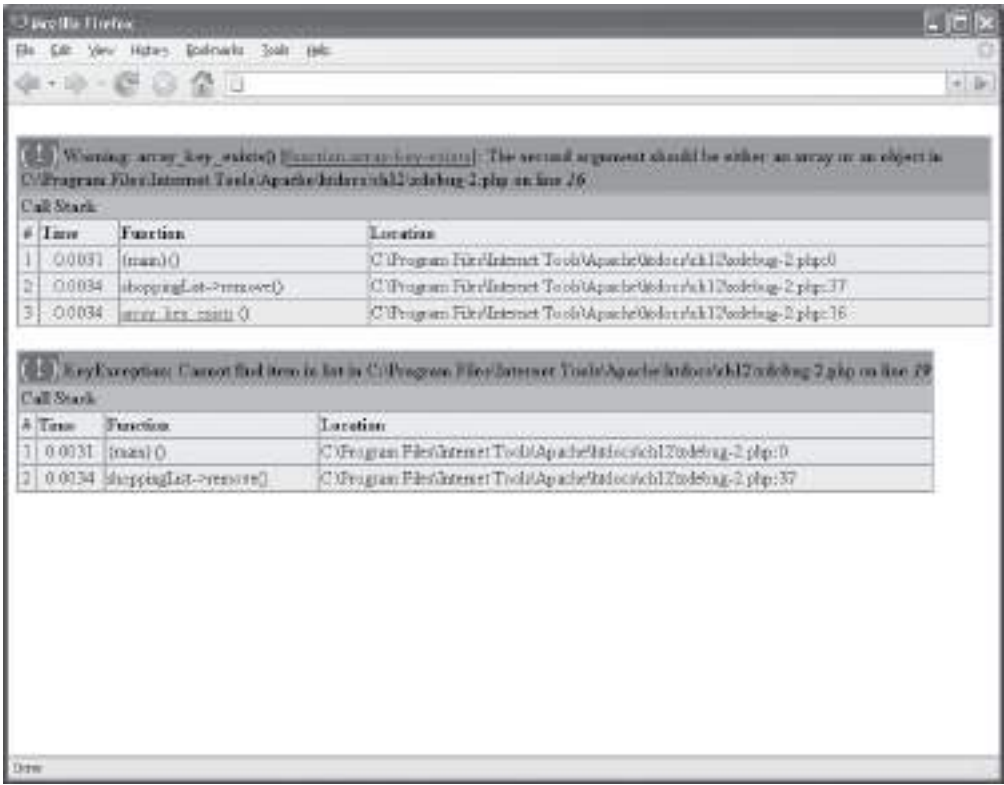 Mozilla Firefox
File Edit View History Bookmarks Tools Help
( ! ) Warning: array_key_exists() [function.array-key-exists]: The second argument should be either an array or an object in
C:\Program Files\Internet Tools\Apache\htdocs\ch12\xdebug-2.php on line 16
Call Stack
# Time Function Location
1 0.0031 {main}() C:\Program Files\Internet Tools\Apache\htdocs\ch12\xdebug-2.php:0
2 0.0034 shoppingList->remove() C:\Program Files\Internet Tools\Apache\htdocs\ch12\xdebug-2.php:37
3 0.0034 array_key_exists () C:\Program Files\Internet Tools\Apache\htdocs\ch12\xdebug-2.php:16
( ! ) KeyException: Cannot find item in list in C:\Program Files\Internet Tools\Apache\htdocs\ch12\xdebug-2.php on line 19
Call Stack
# Time Function Location
1 0.0031 {main}() C:\Program Files\Internet Tools\Apache\htdocs\ch12\xdebug-2.php:0
2 0.0034 shoppingList->remove() C:\Program Files\Internet Tools\Apache\htdocs\ch12\xdebug-2.php:37
Done